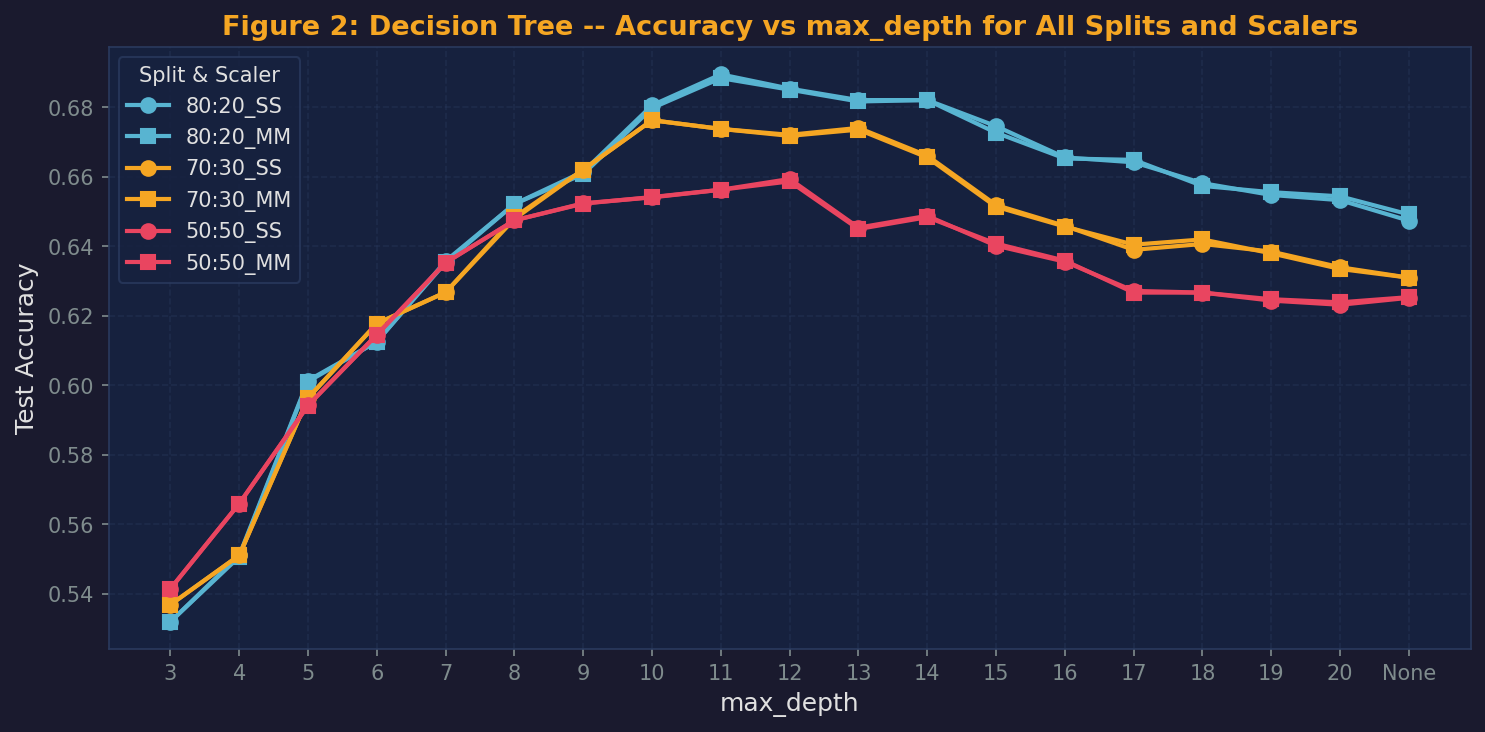 Figure 2: Decision Tree -- Accuracy vs max_depth for All Splits and Scalers
Split & Scaler
80:20_SS
80:20_MM
70:30_SS
70:30_MM
50:50_SS
50:50_MM
Test Accuracy
0.68
0.66
0.64
0.62
0.60
0.58
0.56
0.54
3 4 5 6 7 8 9 10 11 12 13 14 15 16 17 18 19 20 None
max_depth